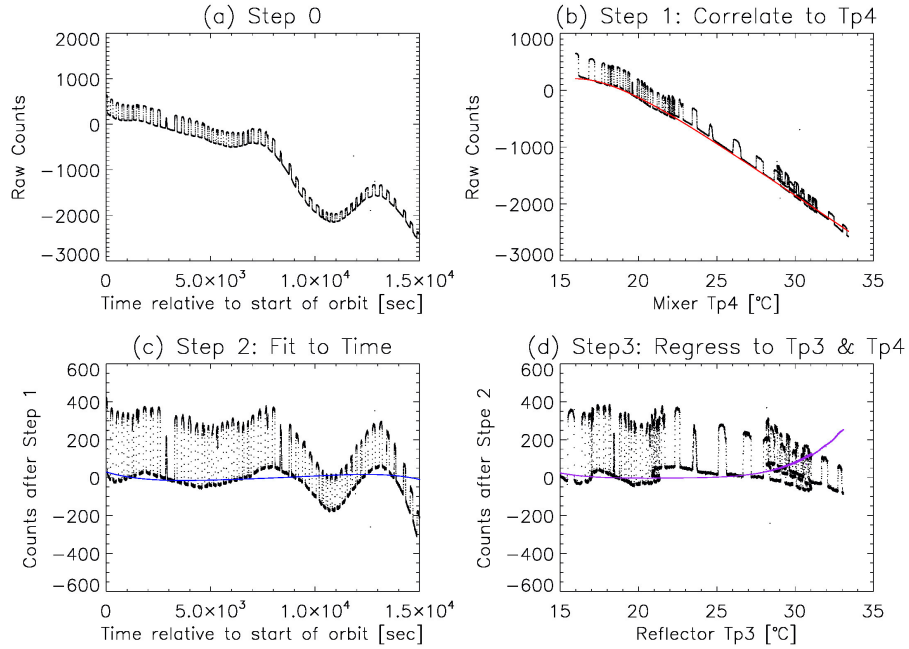 (a) Step 0
2000
1000
0
−1000
−2000
−3000
Raw Counts
0 5.0×10³ 1.0×10⁴ 1.5×10⁴
Time relative to start of orbit [sec]
(b) Step 1: Correlate to Tp4
1000
0
−1000
−2000
−3000
Raw Counts
15 20 25 30 35
Mixer Tp4 [°C]
(c) Step 2: Fit to Time
600
400
200
0
−200
−400
−600
Counts after Step 1
0 5.0×10³ 1.0×10⁴ 1.5×10⁴
Time relative to start of orbit [sec]
(d) Step3: Regress to Tp3 & Tp4
600
400
200
0
−200
−400
−600
Counts after Stpe 2
15 20 25 30 35
Reflector Tp3 [°C]